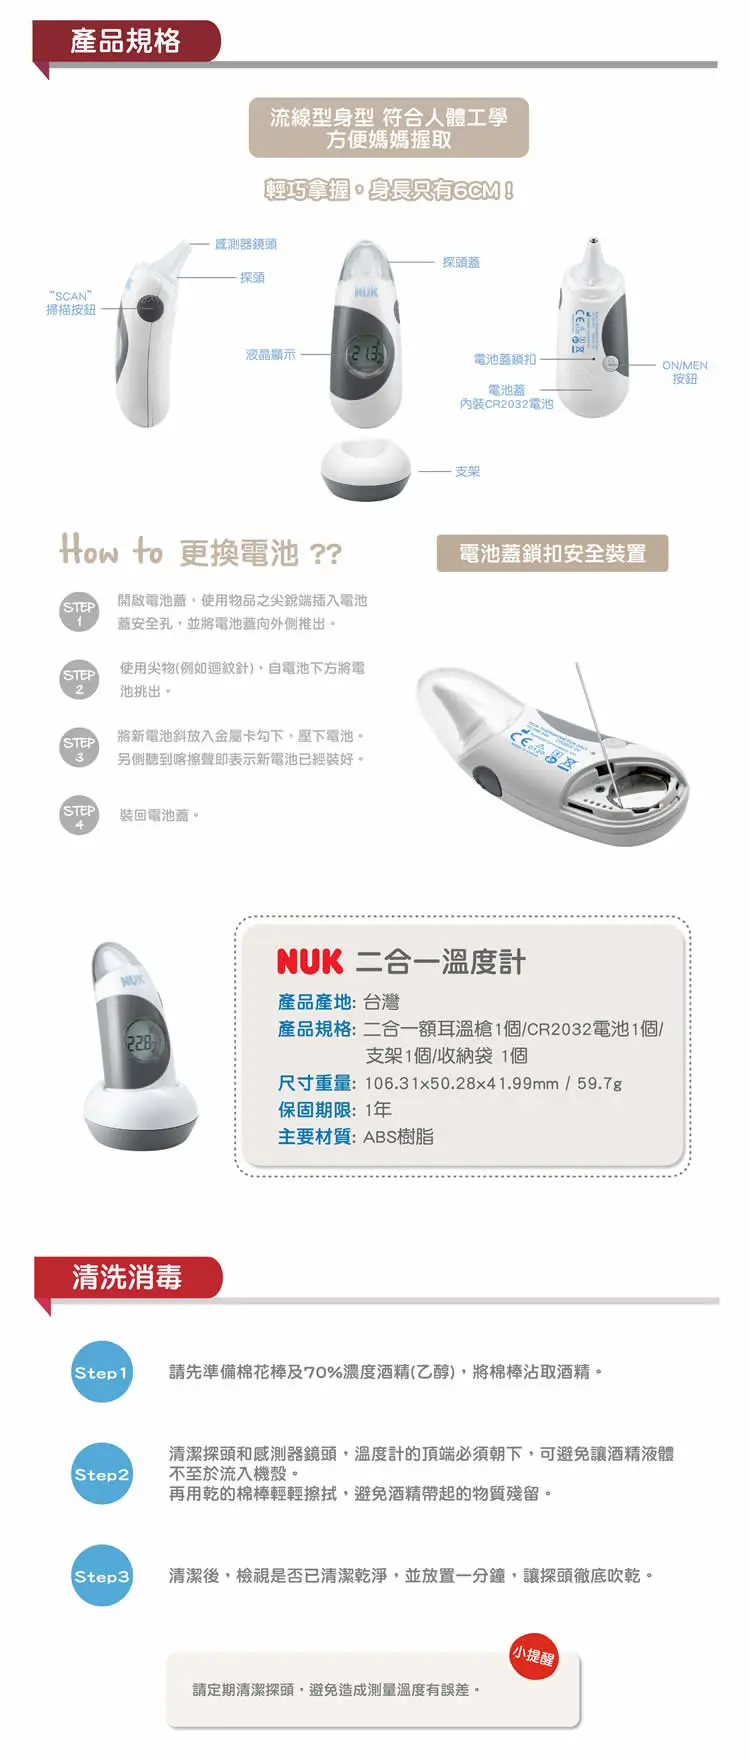 產品規格
流線型身型 符合人體工學
方便媽媽握取
輕巧拿握。身長只有6CM!
感測器鏡頭
探頭
"SCAN"
掃描按鈕
探頭蓋
NUK
液晶顯示
21.3
電池蓋鎖扣
ON/MEN
按鈕
電池蓋
內裝CR2032電池
支架
How to 更換電池 ??
電池蓋鎖扣安全裝置
STEP
1
開啟電池蓋，使用物品之尖銳端插入電池
蓋安全孔，並將電池蓋向外側推出。
STEP
2
使用尖物(例如迴紋針)，自電池下方將電
池挑出。
STEP
3
將新電池斜放入金屬卡勾下，壓下電池。
另側聽到喀擦聲即表示新電池已經裝好。
STEP
4
裝回電池蓋。
CE0120
NUK
22.8
NUK 二合一溫度計
產品產地: 台灣
產品規格: 二合一額耳溫槍1個/CR2032電池1個/
支架1個/收納袋 1個
尺寸重量: 106.31x50.28x41.99mm / 59.7g
保固期限: 1年
主要材質: ABS樹脂
清洗消毒
Step1
請先準備棉花棒及70%濃度酒精(乙醇)，將棉棒沾取酒精。
Step2
清潔探頭和感測器鏡頭，溫度計的頂端必須朝下，可避免讓酒精液體
不至於流入機殼。
再用乾的棉棒輕輕擦拭，避免酒精帶起的物質殘留。
Step3
清潔後，檢視是否已清潔乾淨，並放置一分鐘，讓探頭徹底吹乾。
小提醒
請定期清潔探頭，避免造成測量溫度有誤差。